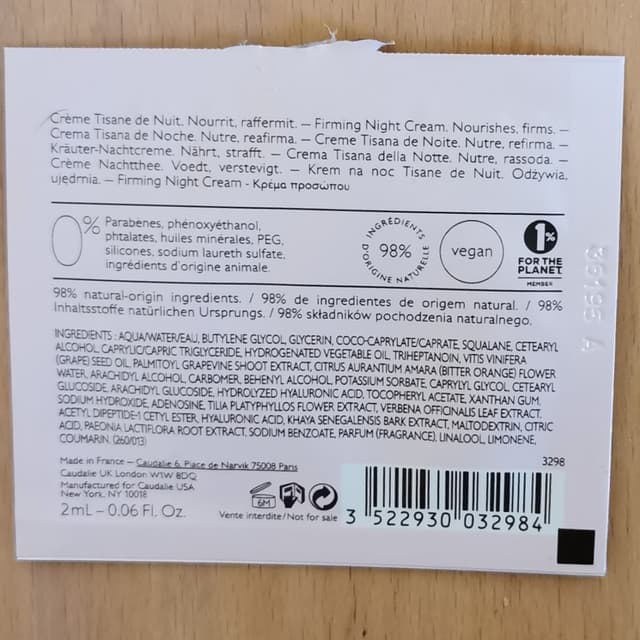 Crème Tisane de Nuit. Nourrit, raffermit. – Firming Night Cream. Nourishes, firms. –
Crema Tisana de Noche. Nutre, reafirma. – Creme Tisana de Noite. Nutre, refirma. –
Kräuter-Nachtcreme. Nährt, strafft. – Crema Tisana della Notte. Nutre, rassoda. –
Crème Nachtthee. Voedt, verstevigt. – Krem na noc Tisane de Nuit. Odżywia,
ujędrnia. – Firming Night Cream - Κρέμα προσώπου
0% Parabenes, phénoxyéthanol,
phtalates, huiles minérales, PEG,
silicones, sodium laureth sulfate,
ingrédients d'origine animale.
INGRÉDIENTS
98%
D'ORIGINE NATURELLE
vegan
1%
FOR THE
PLANET
MEMBER
98% natural-origin ingredients. / 98% de ingredientes de origem natural. / 98%
Inhaltsstoffe natürlichen Ursprungs. / 98% składników pochodzenia naturalnego.
INGREDIENTS : AQUA/WATER/EAU, BUTYLENE GLYCOL, GLYCERIN, COCO-CAPRYLATE/CAPRATE, SQUALANE, CETEARYL
ALCOHOL, CAPRYLIC/CAPRIC TRIGLYCERIDE, HYDROGENATED VEGETABLE OIL, TRIHEPTANOIN, VITIS VINIFERA
(GRAPE) SEED OIL, PALMITOYL GRAPEVINE SHOOT EXTRACT, CITRUS AURANTIUM AMARA (BITTER ORANGE) FLOWER
WATER, ARACHIDYL ALCOHOL, CARBOMER, BEHENYL ALCOHOL, POTASSIUM SORBATE, CAPRYLYL GLYCOL, CETEARYL
GLUCOSIDE, ARACHIDYL GLUCOSIDE, HYDROLYZED HYALURONIC ACID, TOCOPHERYL ACETATE, XANTHAN GUM,
SODIUM HYDROXIDE, ADENOSINE, TILIA PLATYPHYLLOS FLOWER EXTRACT, VERBENA OFFICINALIS LEAF EXTRACT,
ACETYL DIPEPTIDE-1 CETYL ESTER, HYALURONIC ACID, KHAYA SENEGALENSIS BARK EXTRACT, MALTODEXTRIN, CITRIC
ACID, PAEONIA LACTIFLORA ROOT EXTRACT, SODIUM BENZOATE, PARFUM (FRAGRANCE), LINALOOL, LIMONENE,
COUMARIN. (260/013)
Made in France – Caudalie 6, Place de Narvik 75008 Paris
Caudalie UK London W1W 8DQ
Manufactured for Caudalie USA
New York, NY 10018
2mL – 0.06 Fl. Oz.
6M
Vente interdite/Not for sale
3298
3 522930 032984